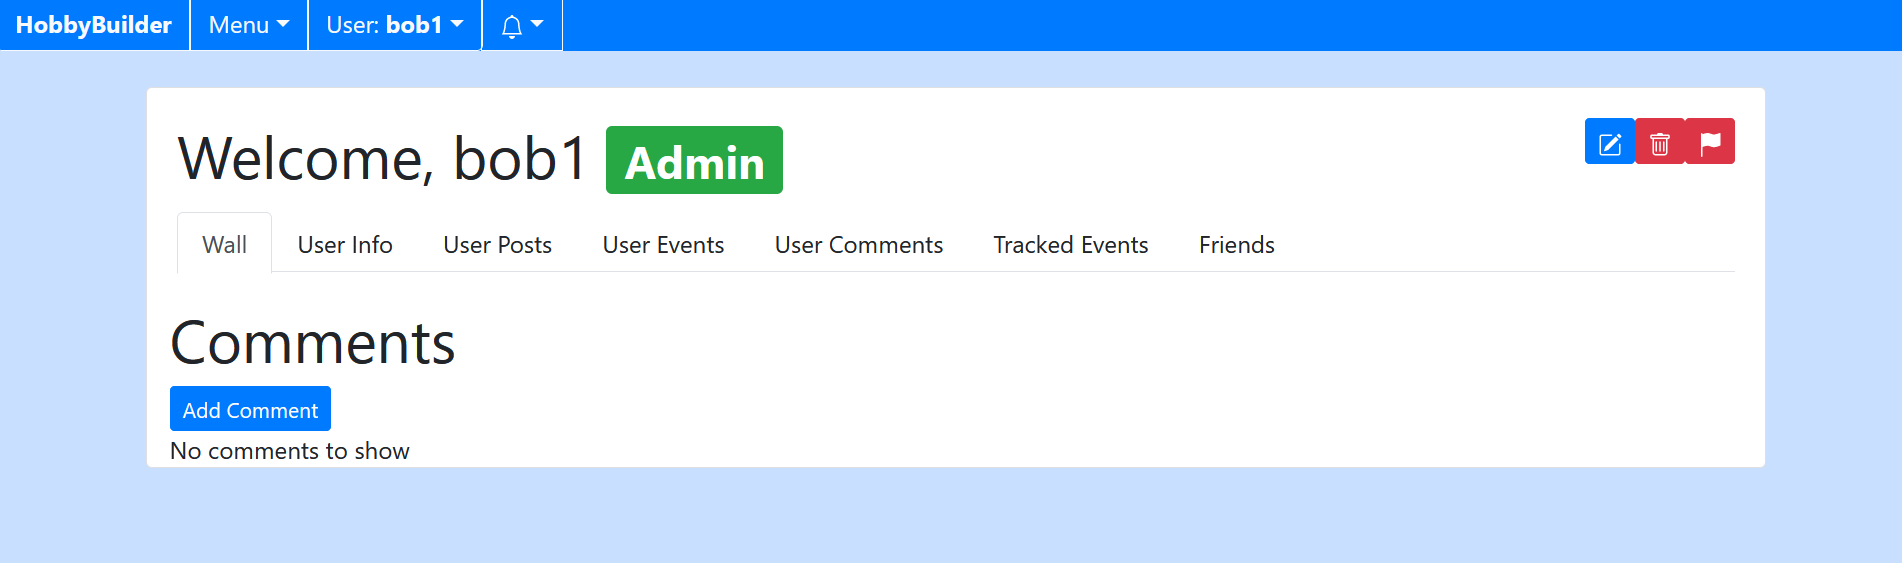 HobbyBuilder Menu User: bob1
Welcome, bob1 Admin
Wall User Info User Posts User Events User Comments Tracked Events Friends
Comments
Add Comment
No comments to show